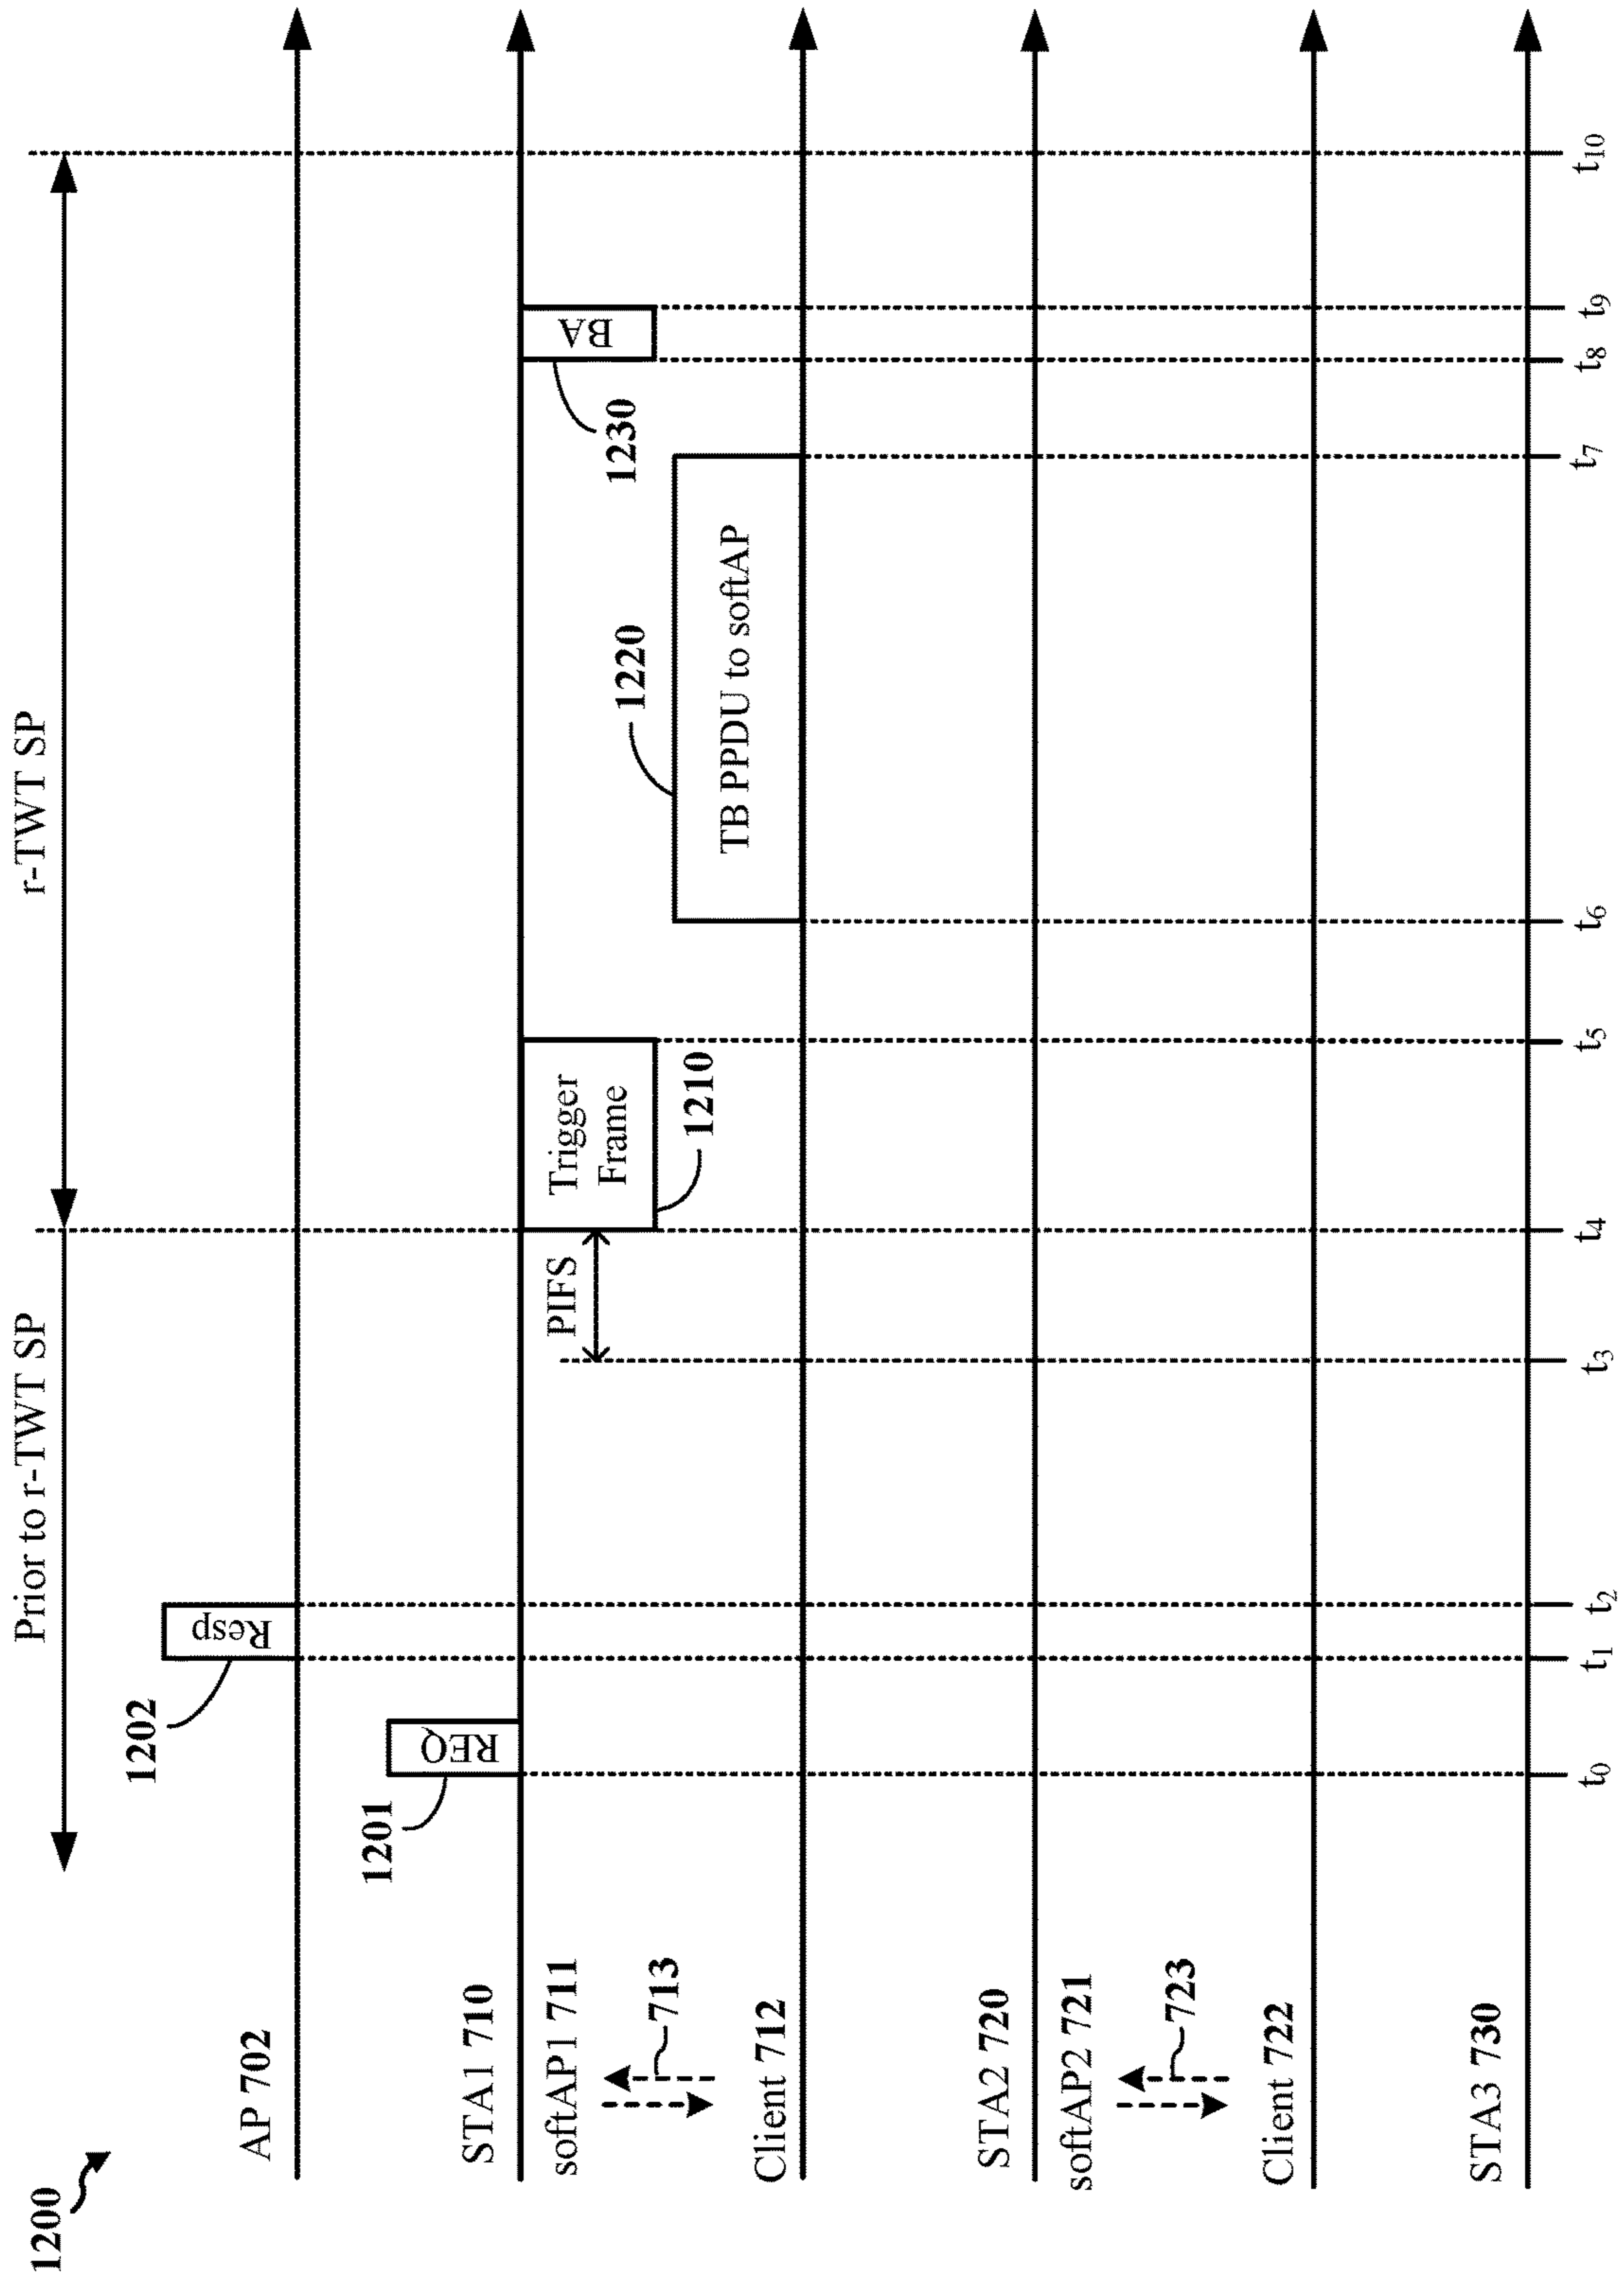 1200
Prior to r-TWT SP
r-TWT SP
AP 702
1202
Resp
STA1 710
1201
REQ
softAP1 711
713
PIFS
Trigger
Frame
1210
BA
1230
Client 712
1220
TB PPDU to softAP
STA2 720
softAP2 721
723
Client 722
STA3 730
t0
t1
t2
t3
t4
t5
t6
t7
t8
t9
t10